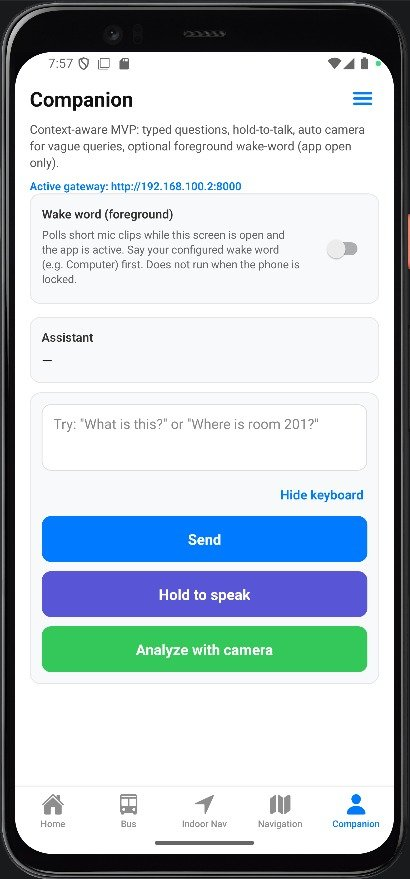 7:57
Companion
Context-aware MVP: typed questions, hold-to-talk, auto camera
for vague queries, optional foreground wake-word (app open
only).
Active gateway: http://192.168.100.2:8000
Wake word (foreground)
Polls short mic clips while this screen is open and
the app is active. Say your configured wake word
(e.g. Computer) first. Does not run when the phone is
locked.
Assistant
—
Try: "What is this?" or "Where is room 201?"
Hide keyboard
Send
Hold to speak
Analyze with camera
Home Bus Indoor Nav Navigation Companion